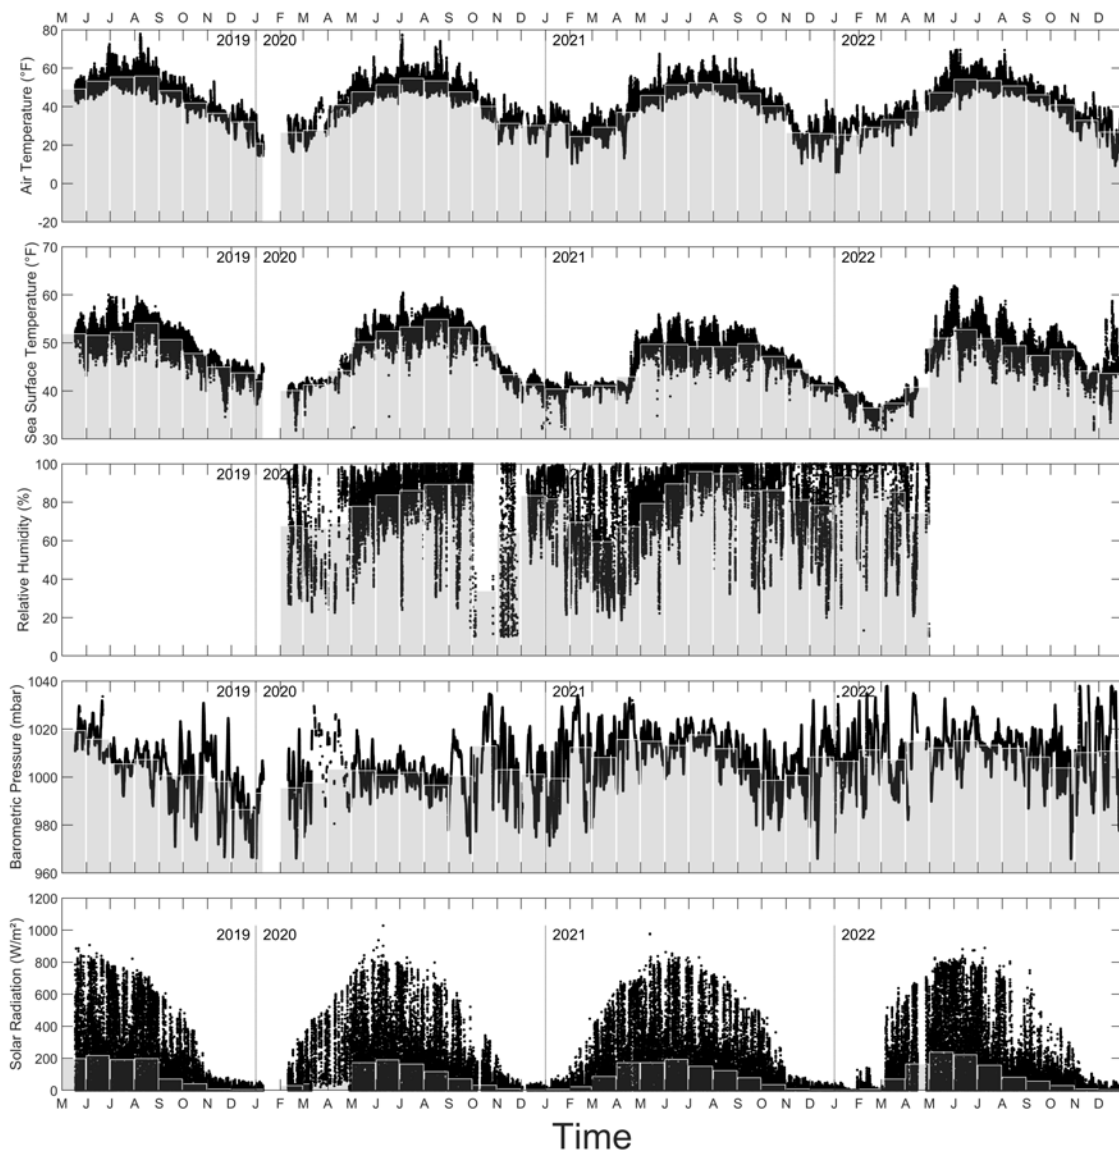 M J J A S O N D J F M A M J J A S O N D J F M A M J J A S O N D J F M A M J J A S O N D
80
60
40
20
0
-20
Air Temperature (°F)
2019 2020 2021 2022
70
60
50
40
30
Sea Surface Temperature (°F)
2019 2020 2021 2022
100
80
60
40
20
0
Relative Humidity (%)
2019
1040
1020
1000
980
960
Barometric Pressure (mbar)
2019 2020 2021 2022
1200
1000
800
600
400
200
0
Solar Radiation (W/m²)
2019 2020 2021 2022
M J J A S O N D J F M A M J J A S O N D J F M A M J J A S O N D J F M A M J J A S O N D
Time